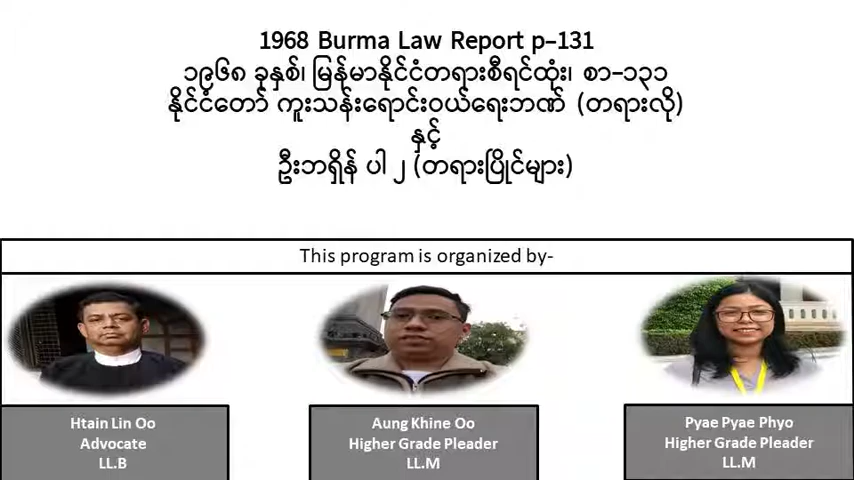 1968 Burma Law Report p-131
၁၉၆၈ ခုနှစ်၊ မြန်မာနိုင်ငံတရားစီရင်ထုံး၊ စာ-၁၃၁
နိုင်ငံတော် ကူးသန်းရောင်းဝယ်ရေးဘဏ် (တရားလို)
နှင့်
ဦးဘရှိန် ပါ ၂ (တရားပြိုင်များ)
This program is organized by-
Htain Lin Oo
Advocate
LL.B
Aung Khine Oo
Higher Grade Pleader
LL.M
Pyae Pyae Phyo
Higher Grade Pleader
LL.M